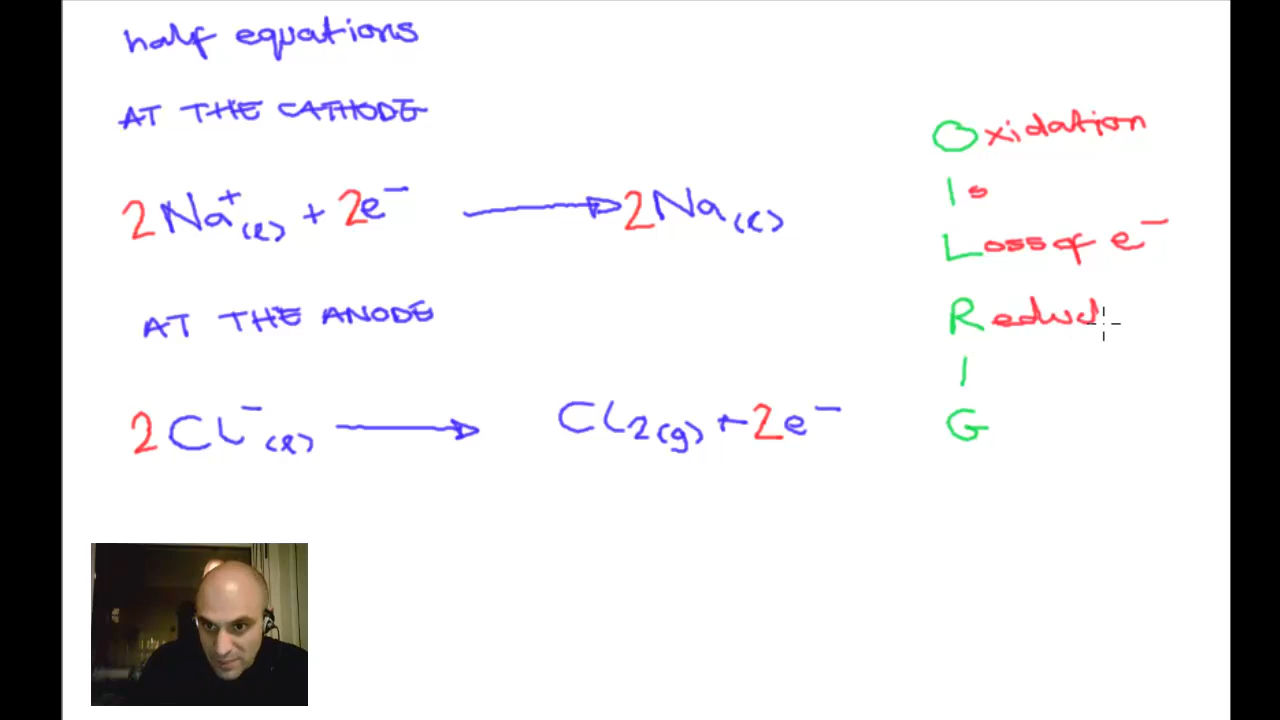 half equations
AT THE CATHODE
2Na⁺(l) + 2e⁻ → 2Na(l)
AT THE ANODE
2Cl⁻(l) → Cl₂(g) + 2e⁻
Oxidation
Is
Loss of e⁻
Reduct
I
G